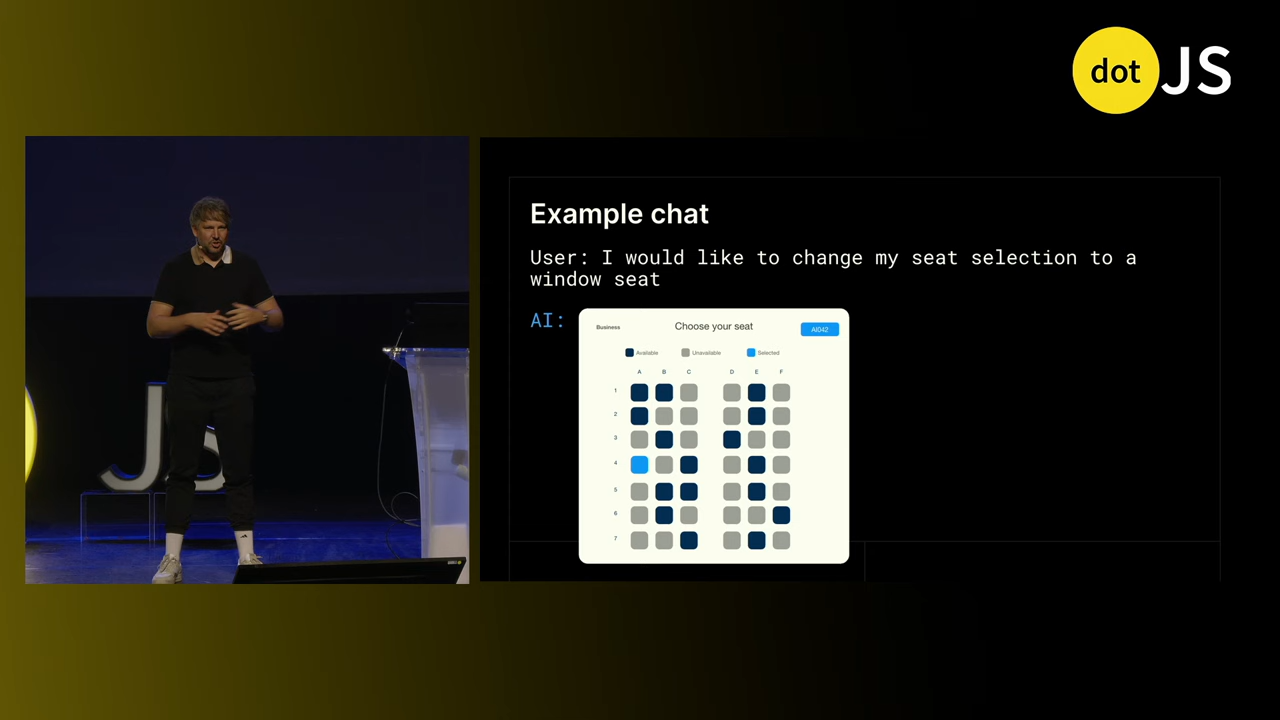 dot JS
JS
Example chat
User: I would like to change my seat selection to a
window seat
AI:
Business
Choose your seat
AI042
Available
Unavailable
Selected
A B C D E F
1
2
3
4
5
6
7